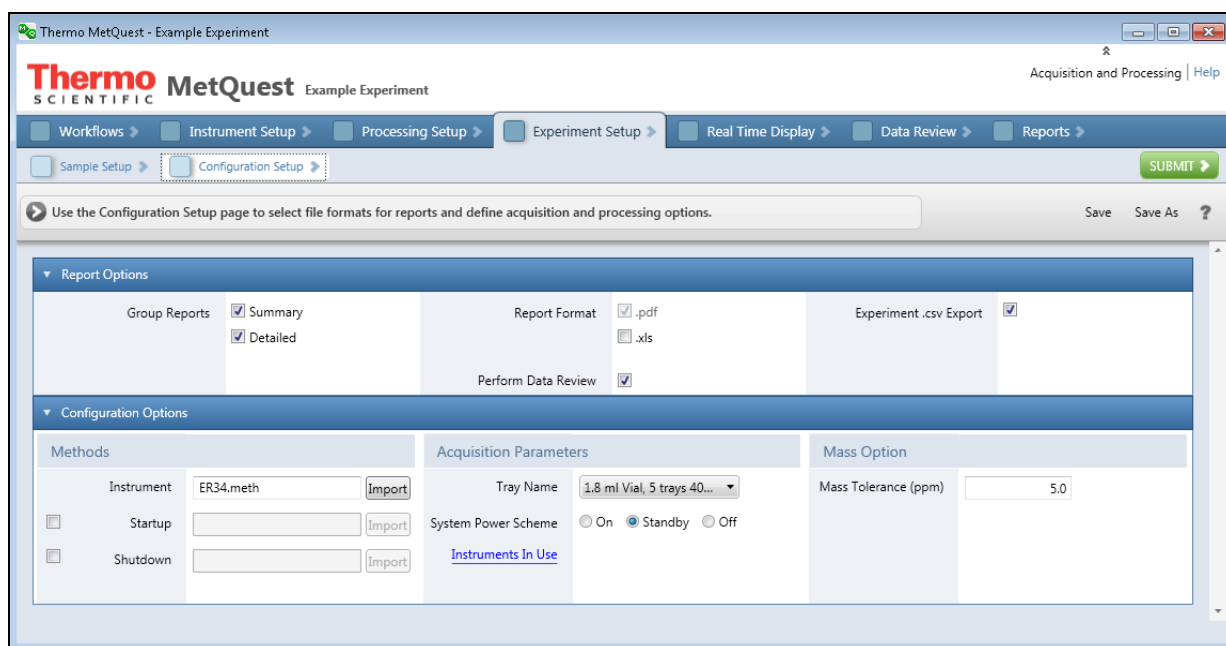 Thermo MetQuest - Example Experiment
Thermo SCIENTIFIC MetQuest Example Experiment
Acquisition and Processing | Help
Workflows Instrument Setup Processing Setup Experiment Setup Real Time Display Data Review Reports
Sample Setup Configuration Setup SUBMIT
Use the Configuration Setup page to select file formats for reports and define acquisition and processing options. Save Save As ?
Report Options
Group Reports Summary Report Format .pdf Experiment .csv Export
Detailed .xls
Perform Data Review
Configuration Options
Methods Acquisition Parameters Mass Option
Instrument ER34.meth Import Tray Name 1.8 ml Vial, 5 trays 40... Mass Tolerance (ppm) 5.0
Startup Import System Power Scheme On Standby Off
Shutdown Import Instruments In Use